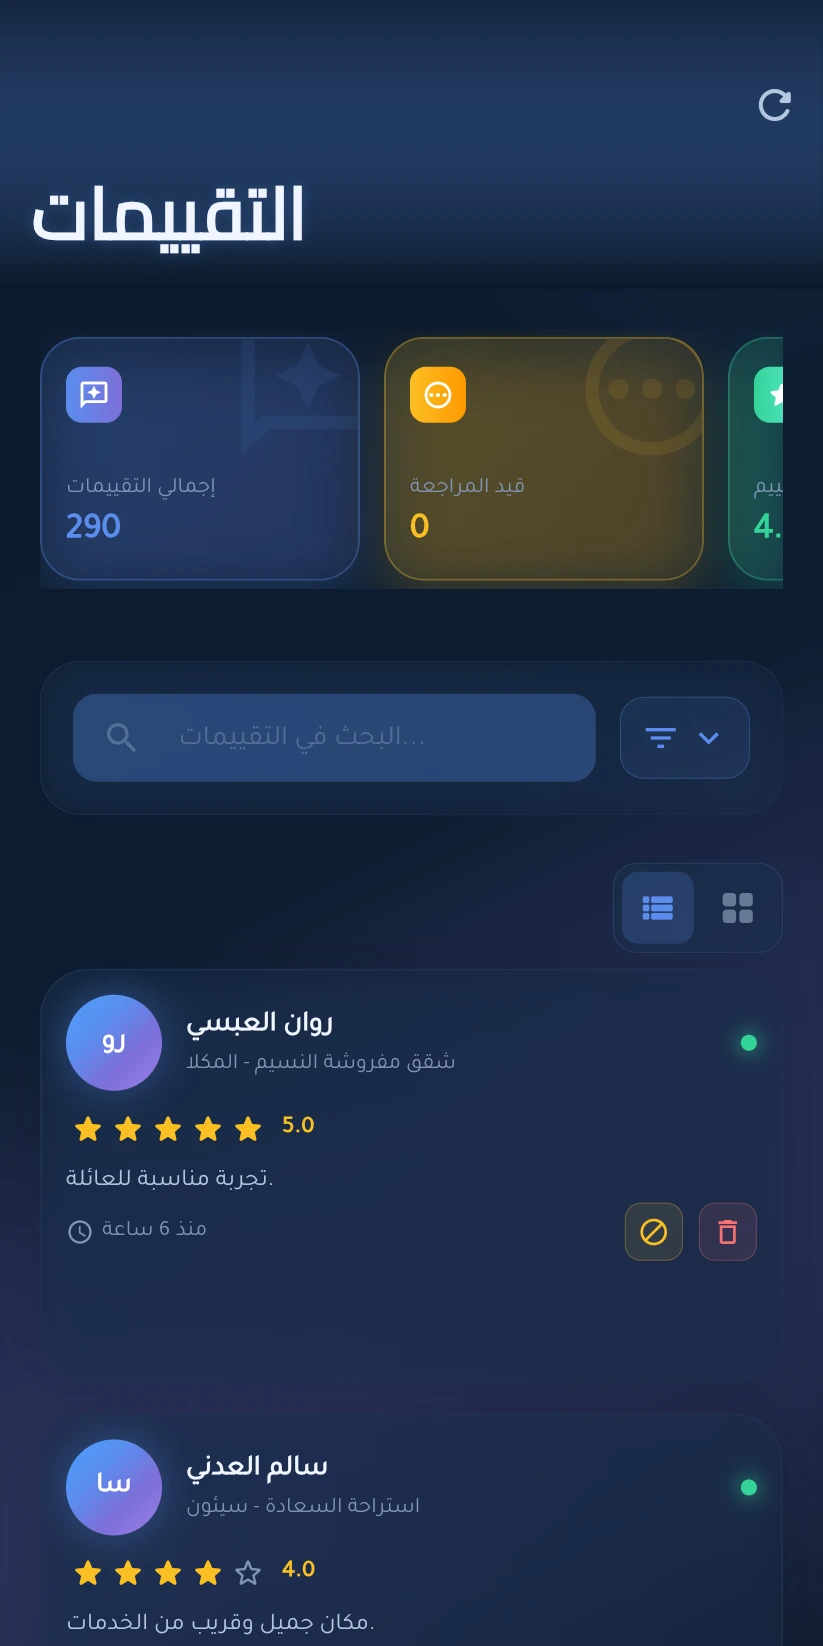 التقييمات
إجمالي التقييمات
290
قيد المراجعة
0
4.
...البحث في التقييمات
رو
روان العبسي
شقق مفروشة النسيم - المكلا
5.0
.تجربة مناسبة للعائلة
منذ 6 ساعة
سا
سالم العدني
استراحة السعادة - سيئون
4.0
.مكان جميل وقريب من الخدمات